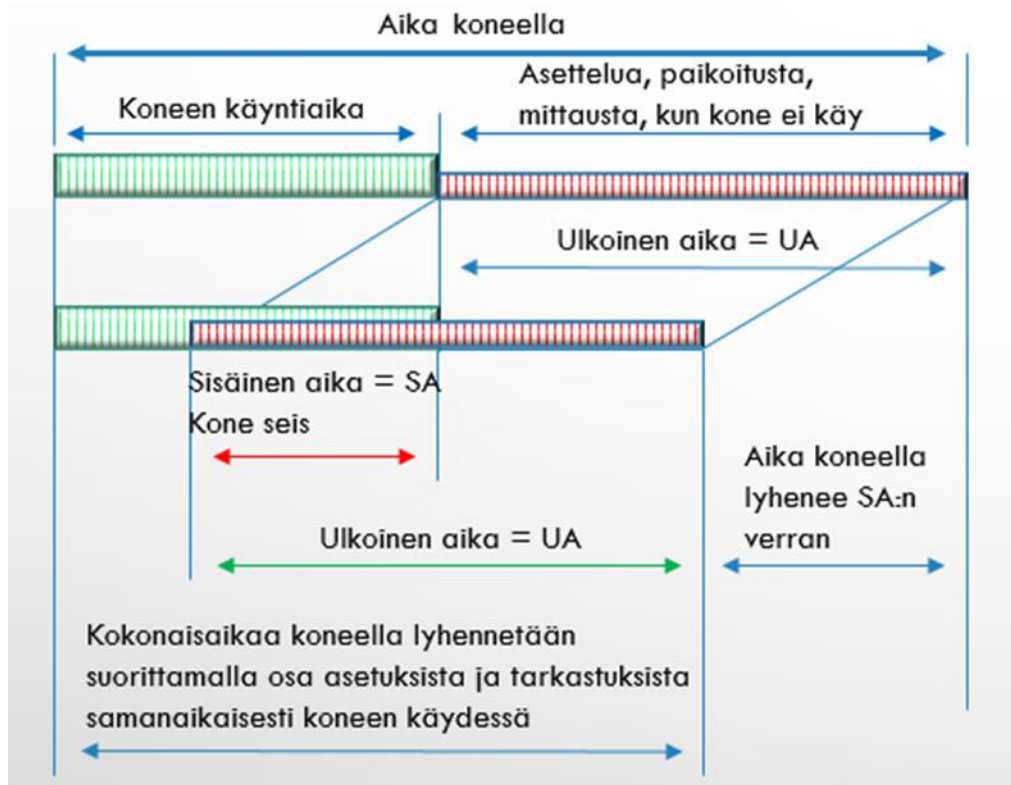 Aika koneella
Asettelua, paikoitusta,
mittausta, kun kone ei käy
Koneen käyntiaika
Ulkoinen aika = UA
Sisäinen aika = SA
Kone seis
Aika koneella
lyhenee SA:n
verran
Ulkoinen aika = UA
Kokonaisaikaa koneella lyhennetään
suorittamalla osa asetuksista ja tarkastuksista
samanaikaisesti koneen käydessä